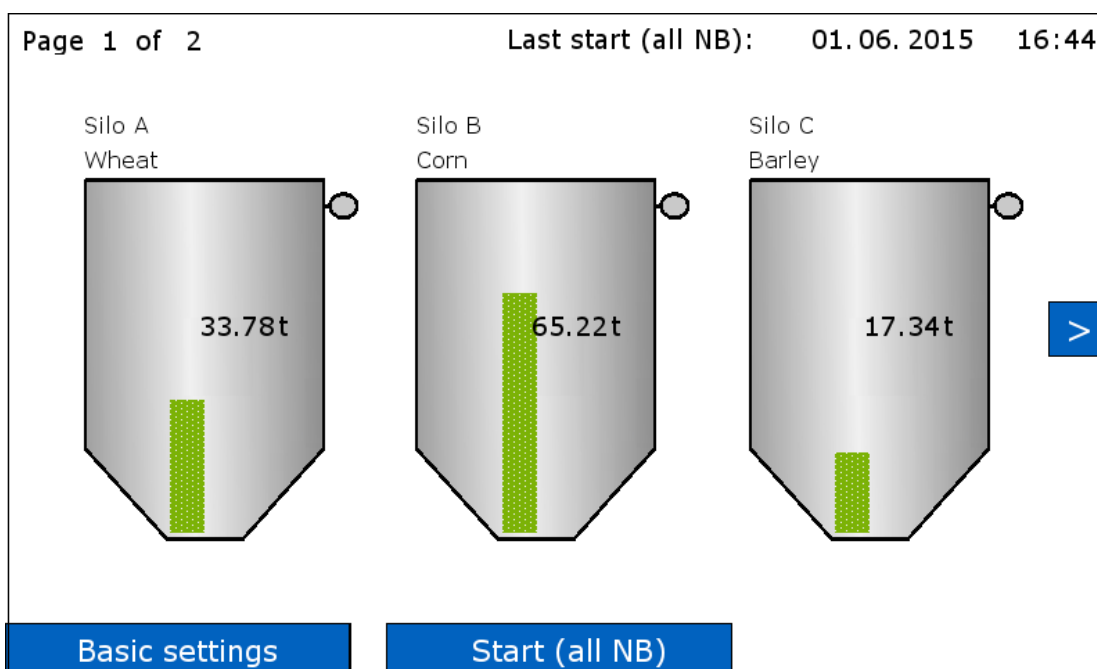 Page 1 of 2 Last start (all NB): 01.06.2015 16:44
Silo A Silo B Silo C
Wheat Corn Barley
33.78t 65.22t 17.34t
>
Basic settings Start (all NB)